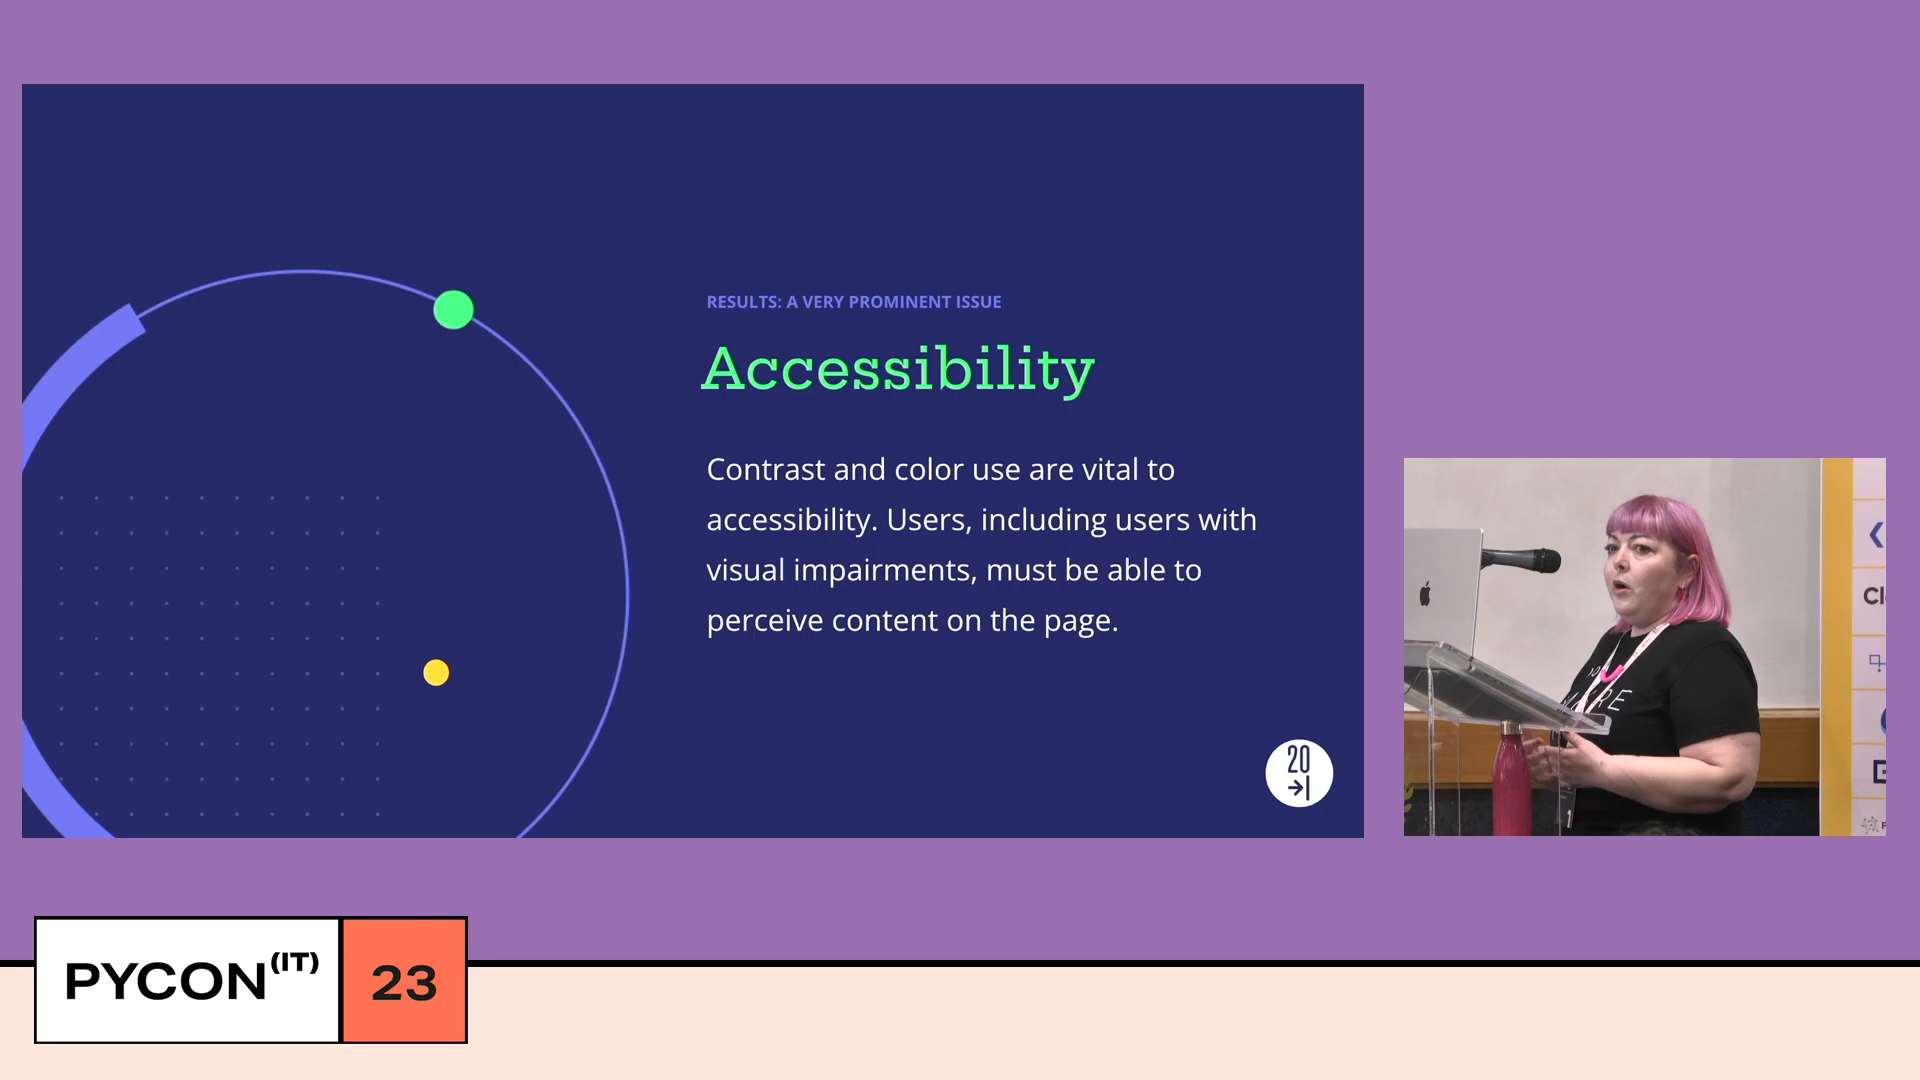 RESULTS: A VERY PROMINENT ISSUE
Accessibility
Contrast and color use are vital to
accessibility. Users, including users with
visual impairments, must be able to
perceive content on the page.
20
PYCON(IT) 23